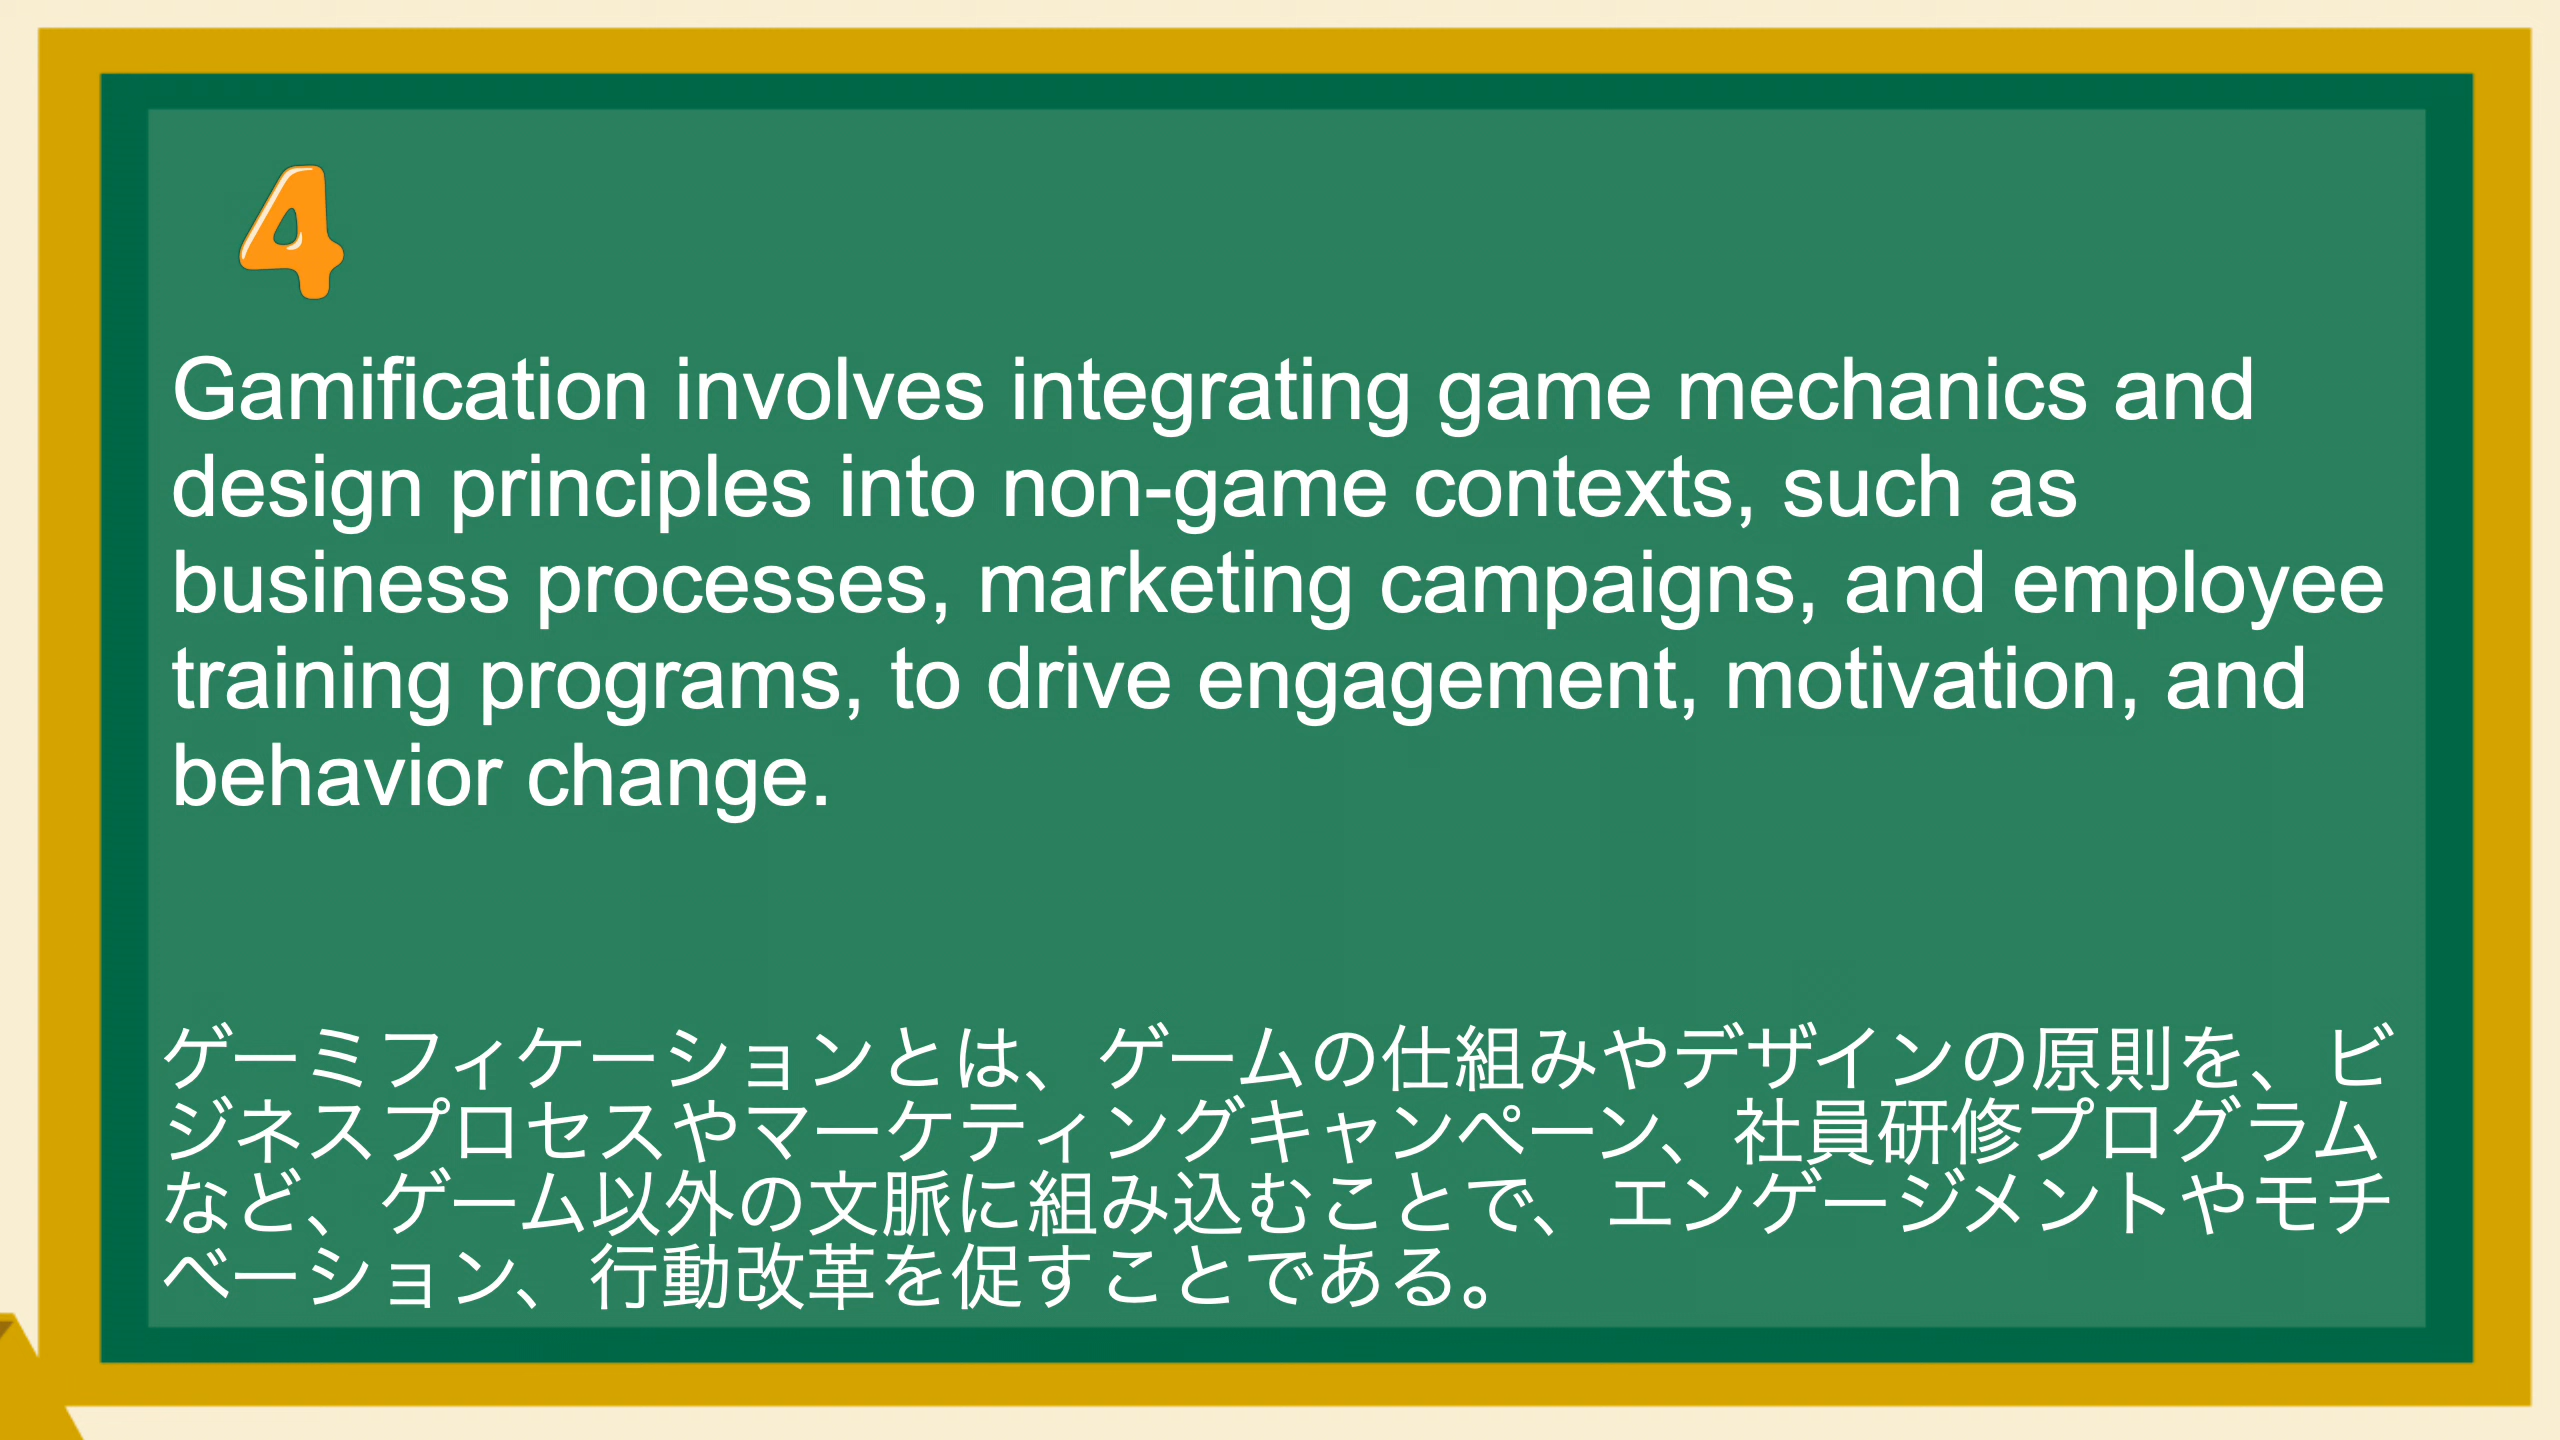 4
Gamification involves integrating game mechanics and
design principles into non-game contexts, such as
business processes, marketing campaigns, and employee
training programs, to drive engagement, motivation, and
behavior change.
ゲーミフィケーションとは、ゲームの仕組みやデザインの原則を、ビ
ジネスプロセスやマーケティングキャンペーン、社員研修プログラム
など、ゲーム以外の文脈に組み込むことで、エンゲージメントやモチ
ベーション、行動改革を促すことである。